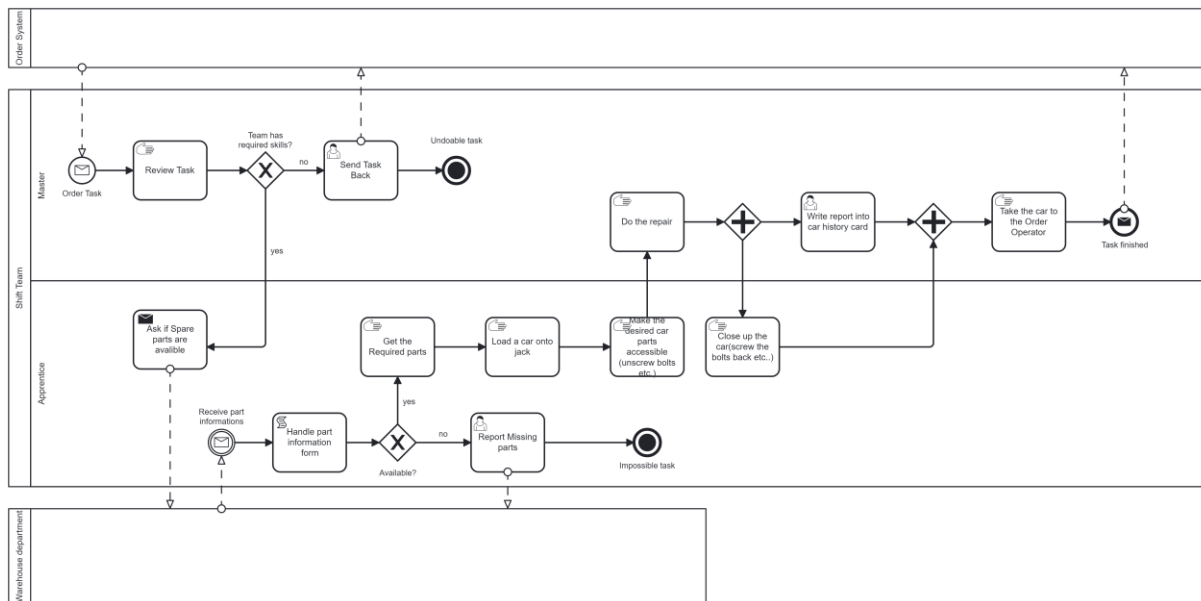 Order System
Shift Team
Master
Order Task
Review Task
Team has
required skills?
no
yes
Send Task
Back
Undoable task
Do the repair
Write report into
car history card
Take the car to
the Order
Operator
Task finished
Apprentice
Ask if Spare
parts are
avalible
Get the
Required parts
Load a car onto
jack
Make the
desired car
parts
accessible
(unscrew bolts
etc.)
Close up the
car(screw the
bolts back etc..)
Receive part
informations
Handle part
information
form
yes
no
Available?
Report Missing
parts
Impossible task
Warehouse department